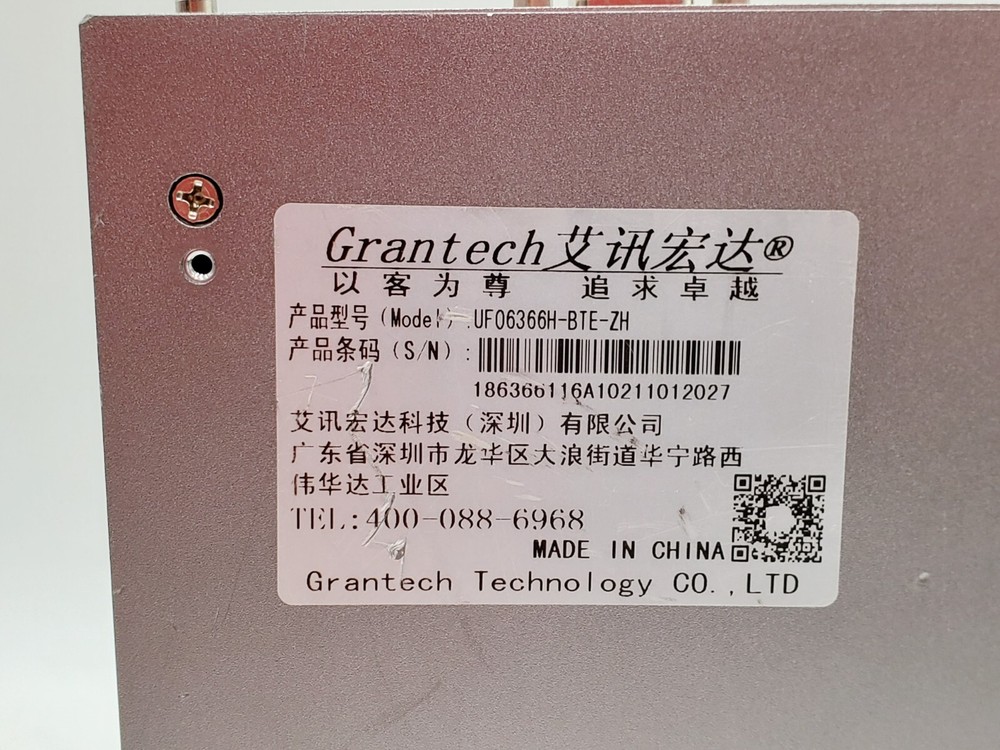 Grantech艾讯宏达®
以客为尊 追求卓越
产品型号（Model）:UF06366H-BTE-ZH
产品条码（S/N）:
186366116A10211012027
艾讯宏达科技（深圳）有限公司
广东省深圳市龙华区大浪街道华宁路西
伟华达工业区
TEL:400-088-6968
MADE IN CHINA
Grantech Technology CO.,LTD